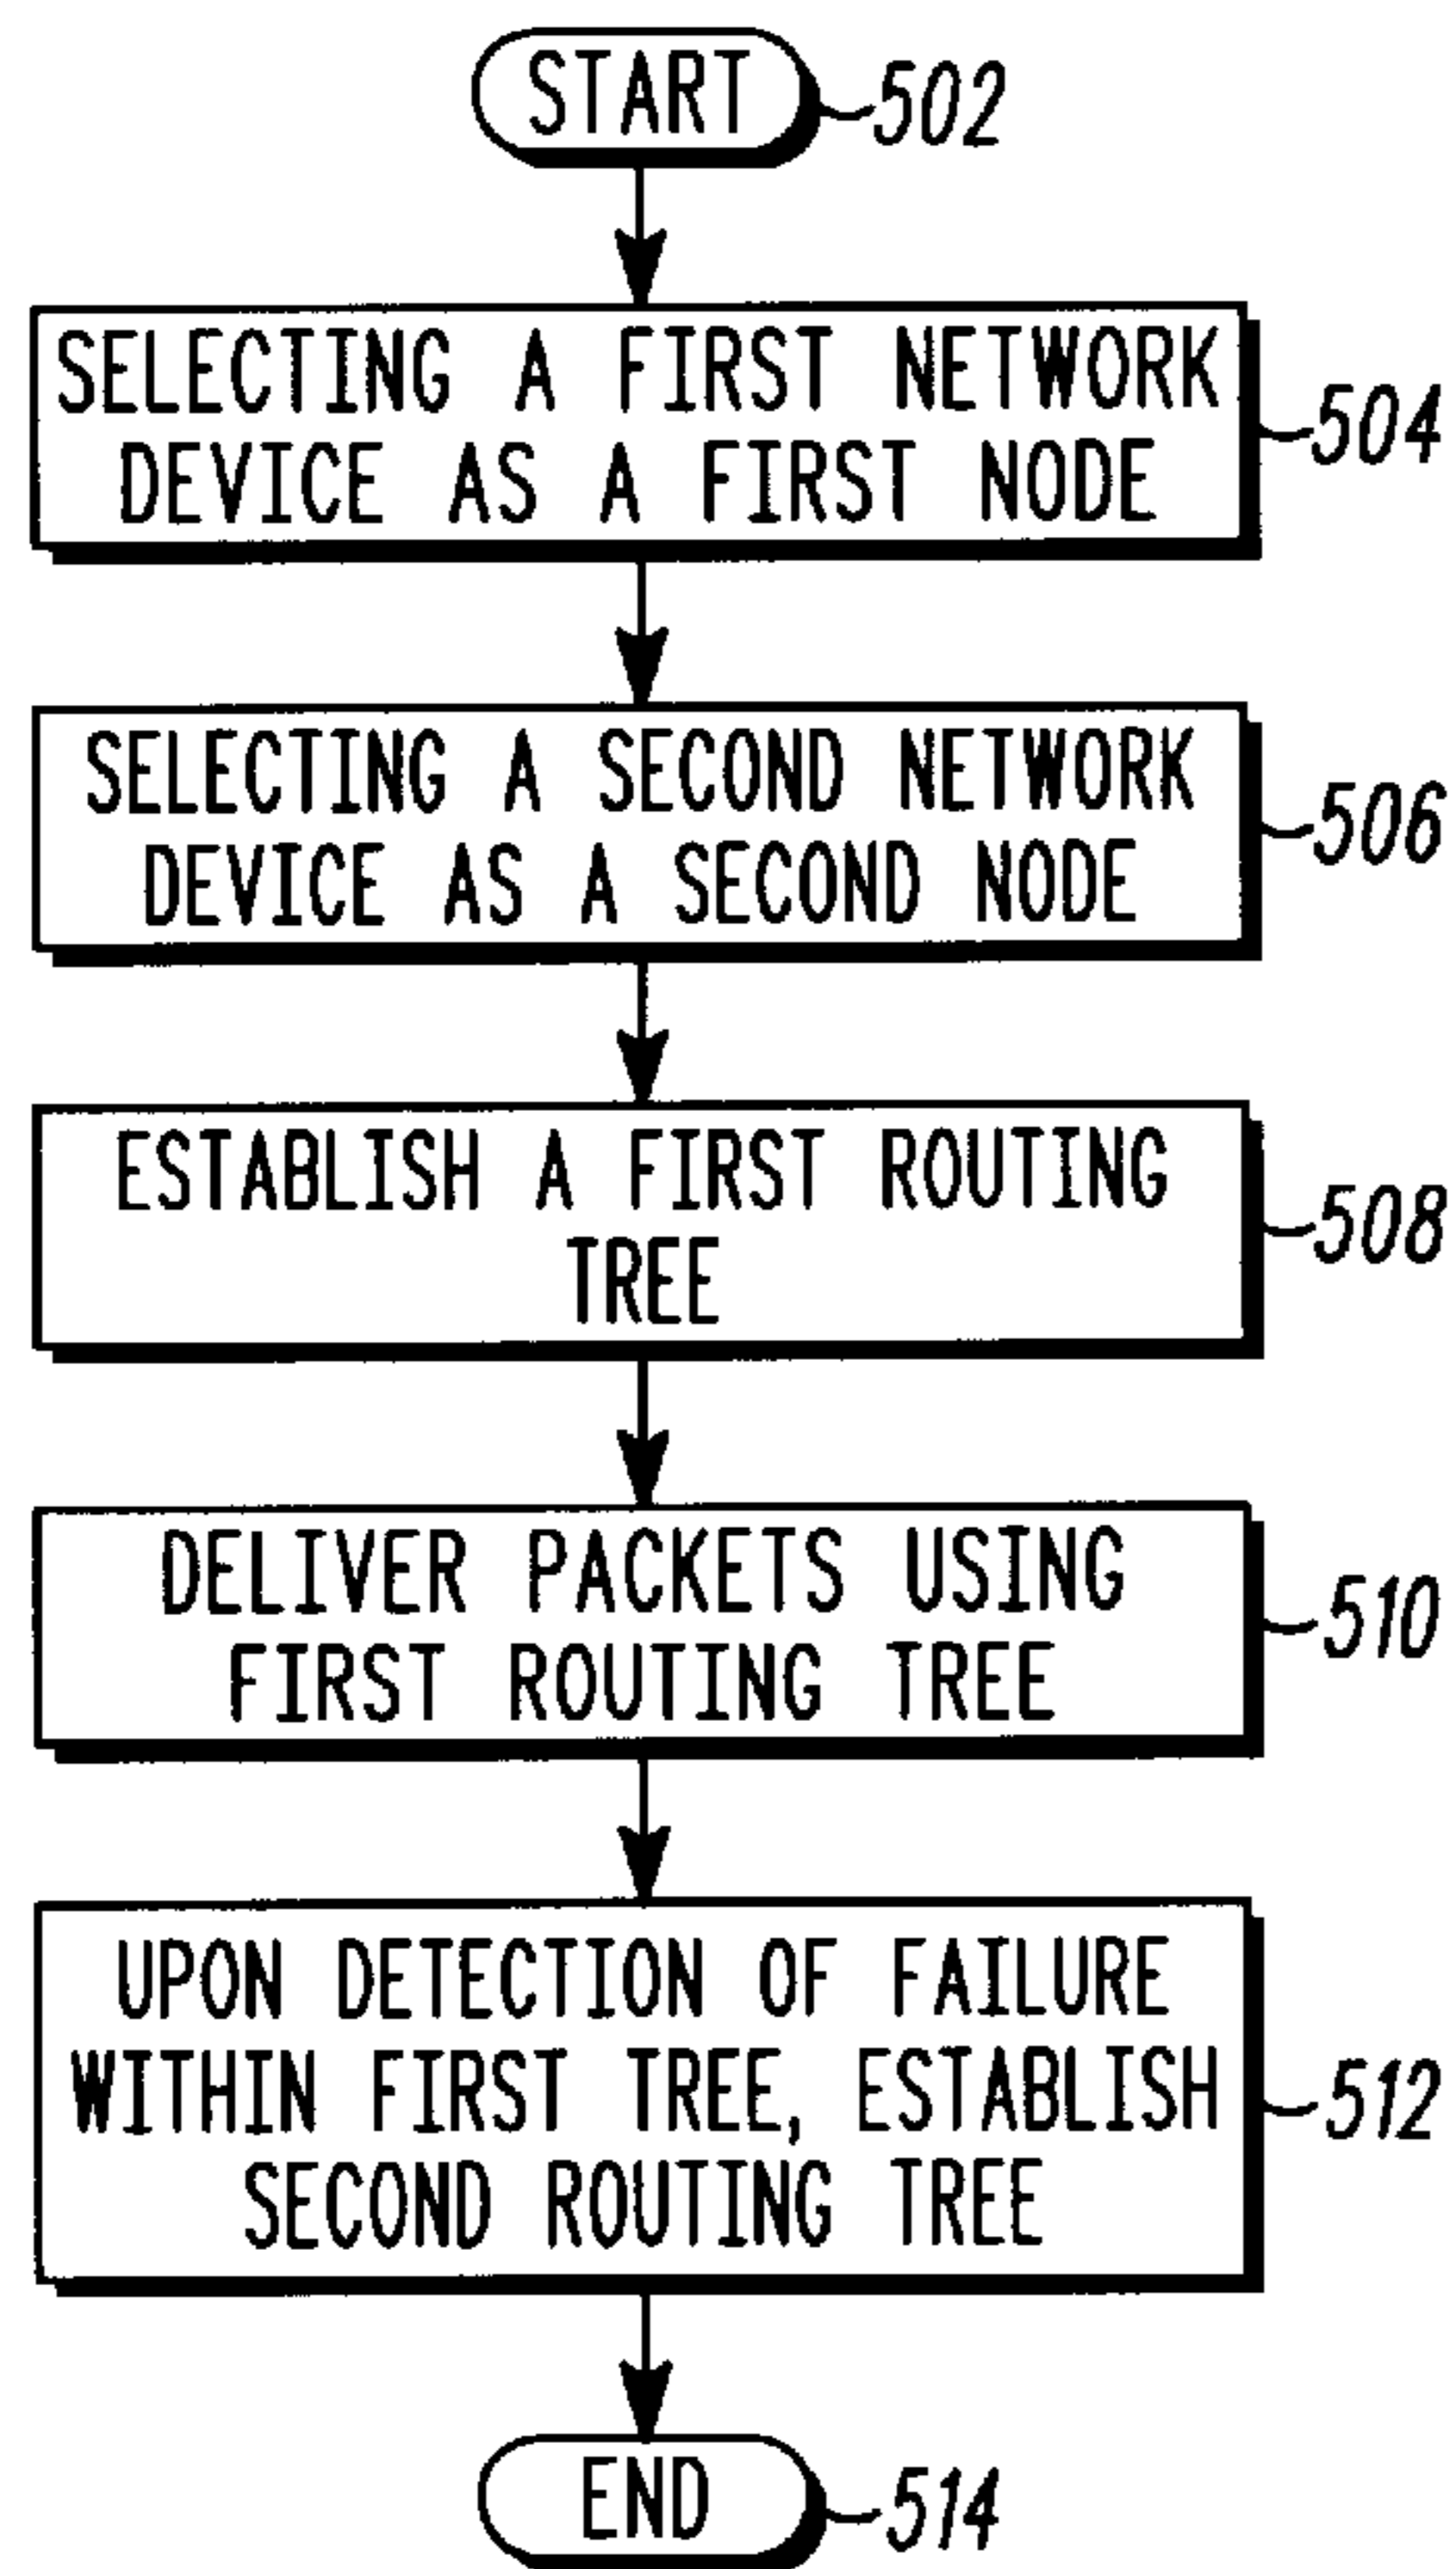 START
502
SELECTING A FIRST NETWORK
DEVICE AS A FIRST NODE
504
SELECTING A SECOND NETWORK
DEVICE AS A SECOND NODE
506
ESTABLISH A FIRST ROUTING
TREE
508
DELIVER PACKETS USING
FIRST ROUTING TREE
510
UPON DETECTION OF FAILURE
WITHIN FIRST TREE, ESTABLISH
SECOND ROUTING TREE
512
END
514